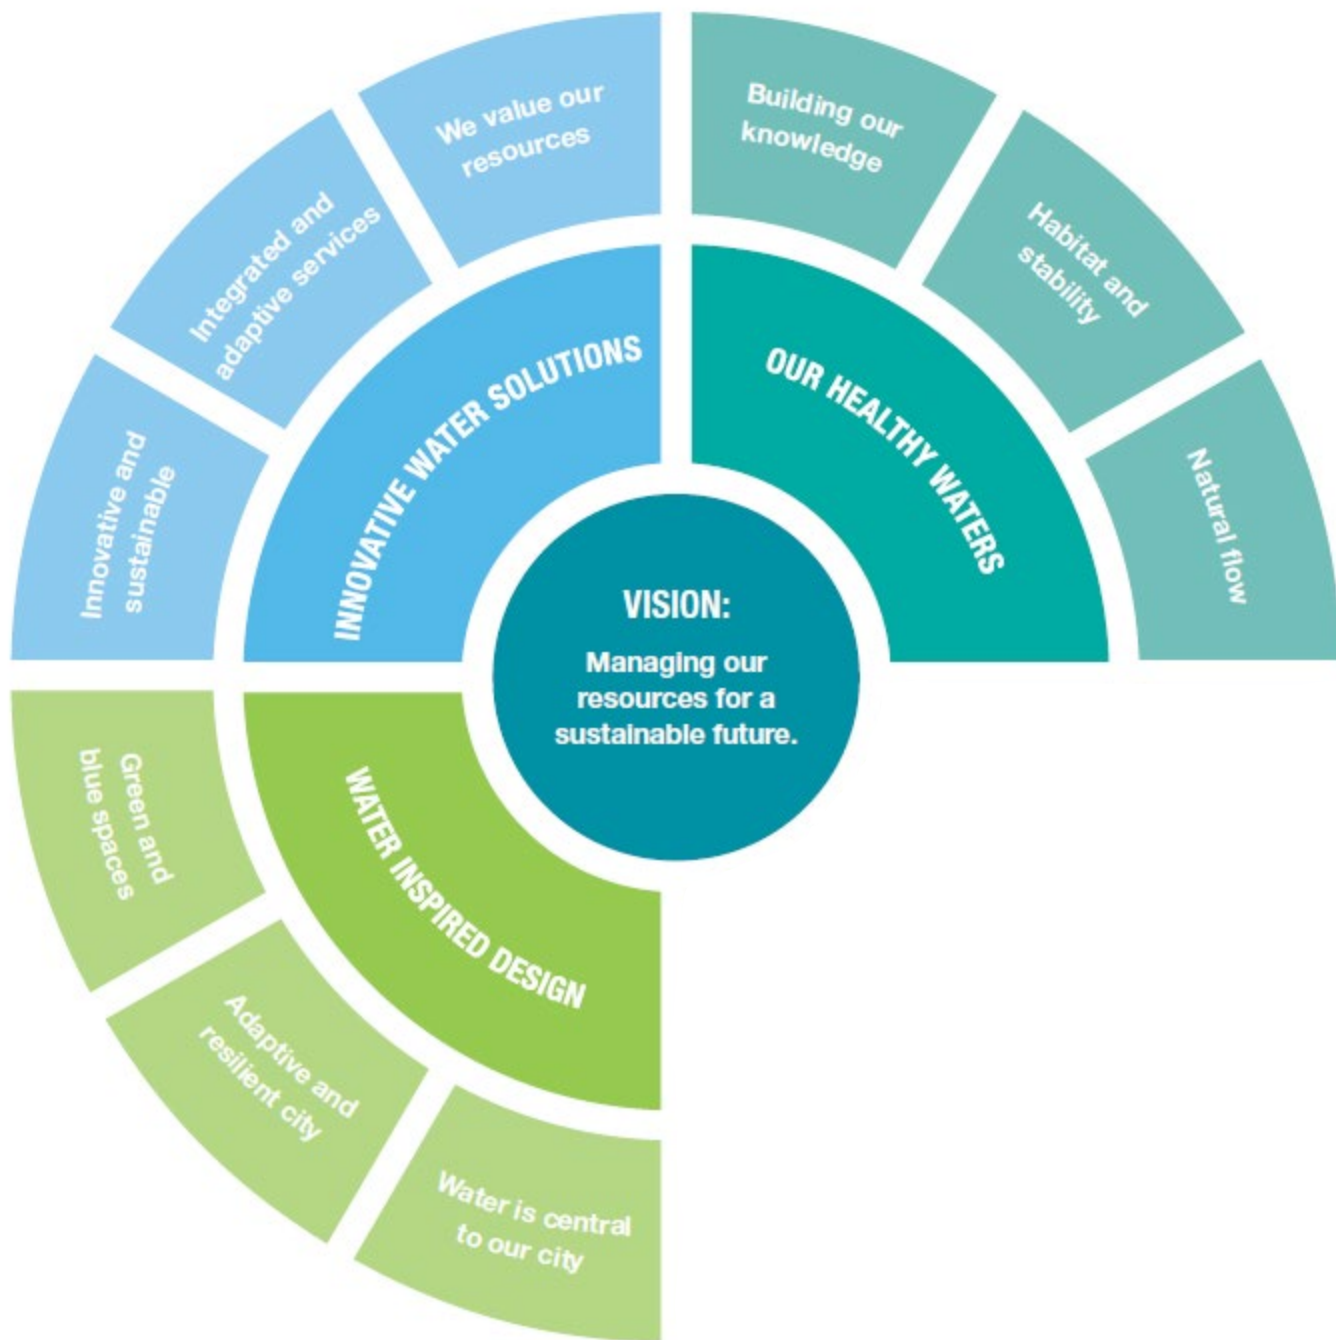 We value our
resources
Building our
knowledge
Integrated and
adaptive services
Habitat and
stability
Innovative and
sustainable
Natural flow
INNOVATIVE WATER SOLUTIONS
OUR HEALTHY WATERS
VISION:
Managing our
resources for a
sustainable future.
WATER INSPIRED DESIGN
Green and
blue spaces
Adaptive and
resilient city
Water is central
to our city